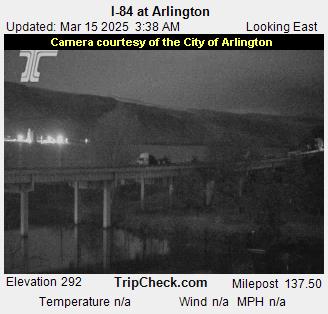 I-84 at Arlington
Updated: Mar 15 2025 3:38 AM Looking East
Camera courtesy of the City of Arlington
Elevation 292 TripCheck.com Milepost 137.50
Temperature n/a Wind n/a MPH n/a